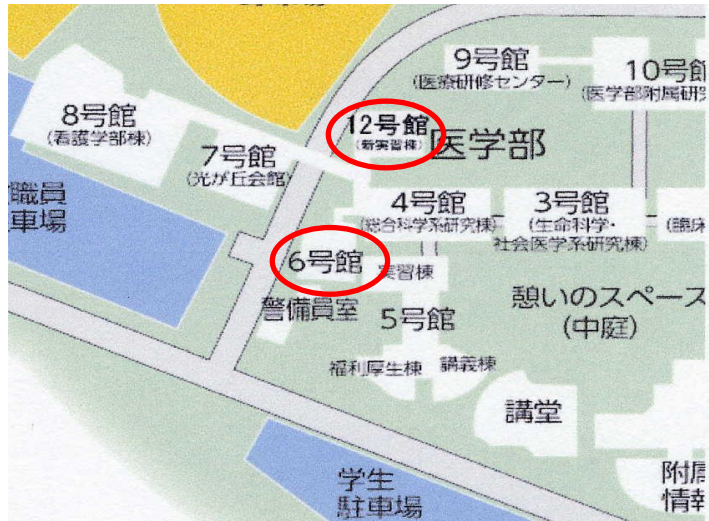 9号館
(医療研修センター)
10号館
(医学部附属研
8号館
(看護学部棟)
12号館
(新実習棟)
医学部
7号館
(光が丘会館)
職員
車場
4号館
(総合科学系研究棟)
3号館
(生命科学・
社会医学系研究棟)
(臨床
6号館
実習棟
警備員室
5号館
憩いのスペース
(中庭)
福利厚生棟
講義棟
講堂
学生
駐車場
附属
情報